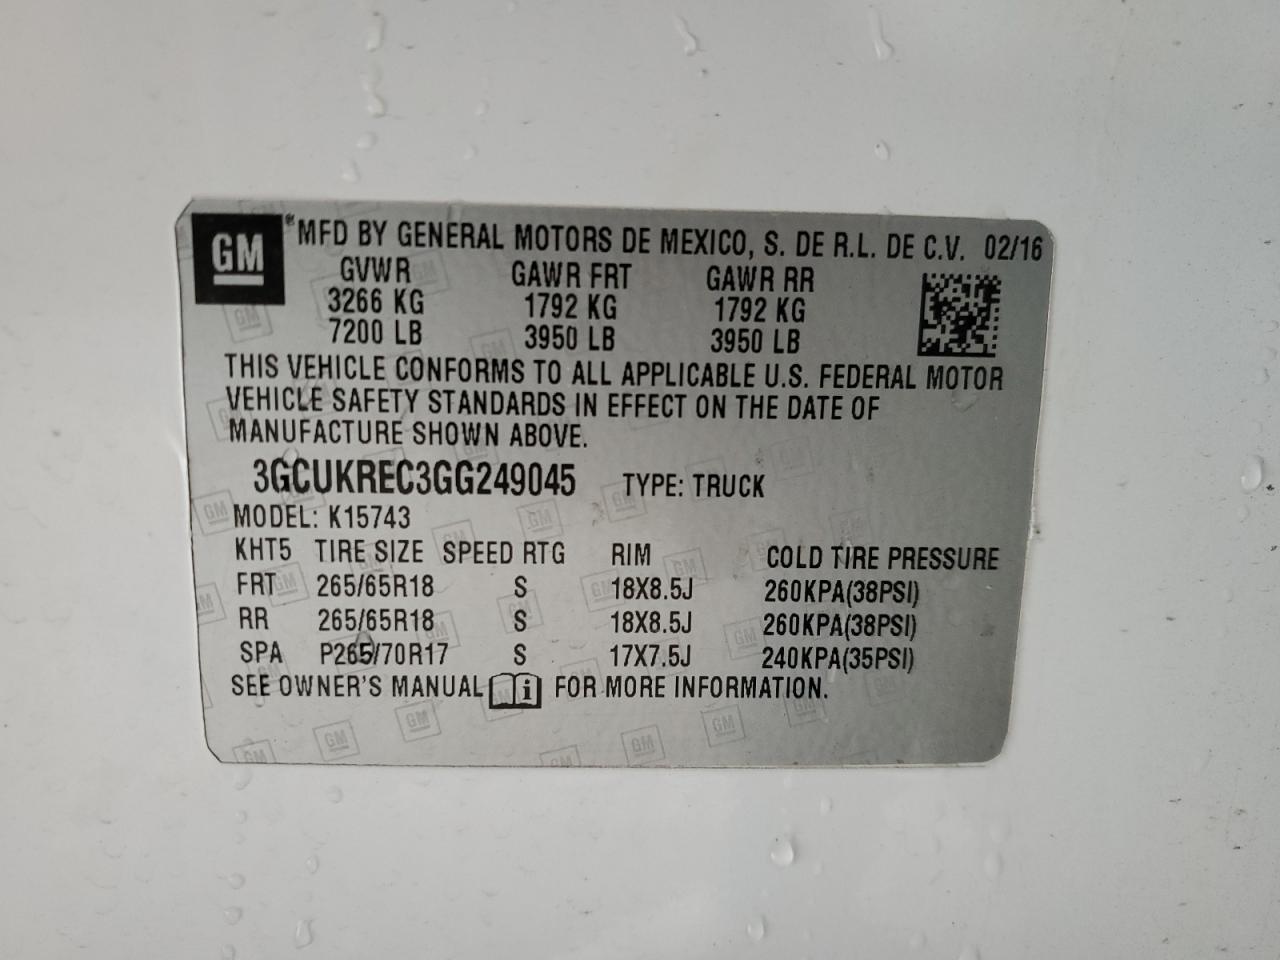 GM ®MFD BY GENERAL MOTORS DE MEXICO, S. DE R.L. DE C.V. 02/16
GVWR GAWR FRT GAWR RR
3266 KG 1792 KG 1792 KG
7200 LB 3950 LB 3950 LB
THIS VEHICLE CONFORMS TO ALL APPLICABLE U.S. FEDERAL MOTOR
VEHICLE SAFETY STANDARDS IN EFFECT ON THE DATE OF
MANUFACTURE SHOWN ABOVE.
3GCUKREC3GG249045 TYPE: TRUCK
MODEL: K15743
KHT5 TIRE SIZE SPEED RTG RIM COLD TIRE PRESSURE
FRT 265/65R18 S 18X8.5J 260KPA(38PSI)
RR 265/65R18 S 18X8.5J 260KPA(38PSI)
SPA P265/70R17 S 17X7.5J 240KPA(35PSI)
SEE OWNER'S MANUAL i FOR MORE INFORMATION.